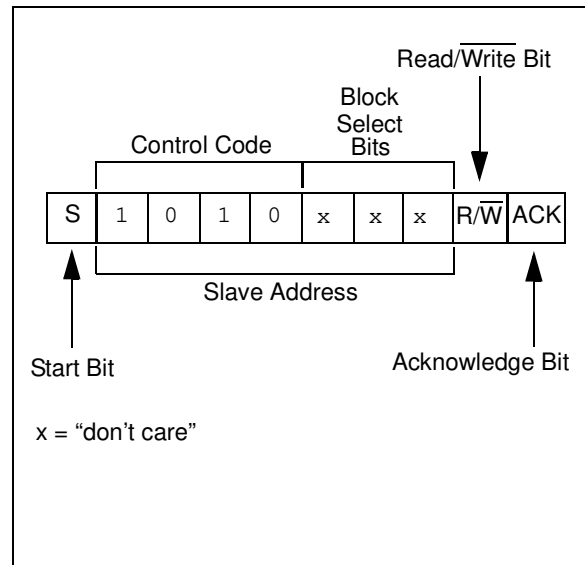 Read/Write Bit
Block
Select
Bits
Control Code
S 1 0 1 0 x x x R/W ACK
Slave Address
Start Bit
Acknowledge Bit
x = “don’t care”